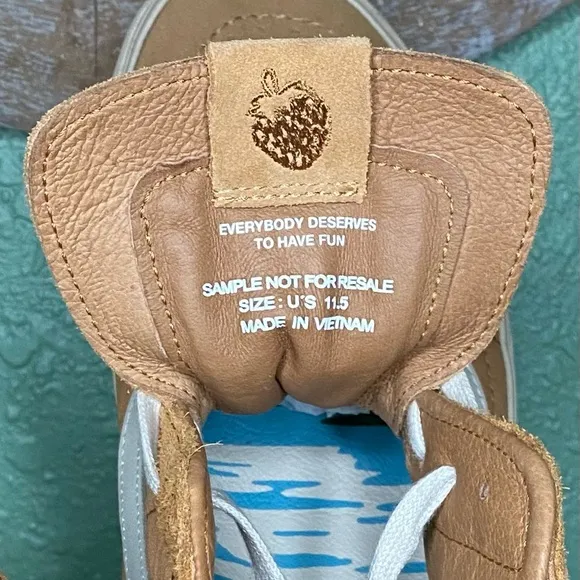 EVERYBODY DESERVES
TO HAVE FUN
SAMPLE NOT FOR RESALE
SIZE: U'S 11.5
MADE IN VIETNAM